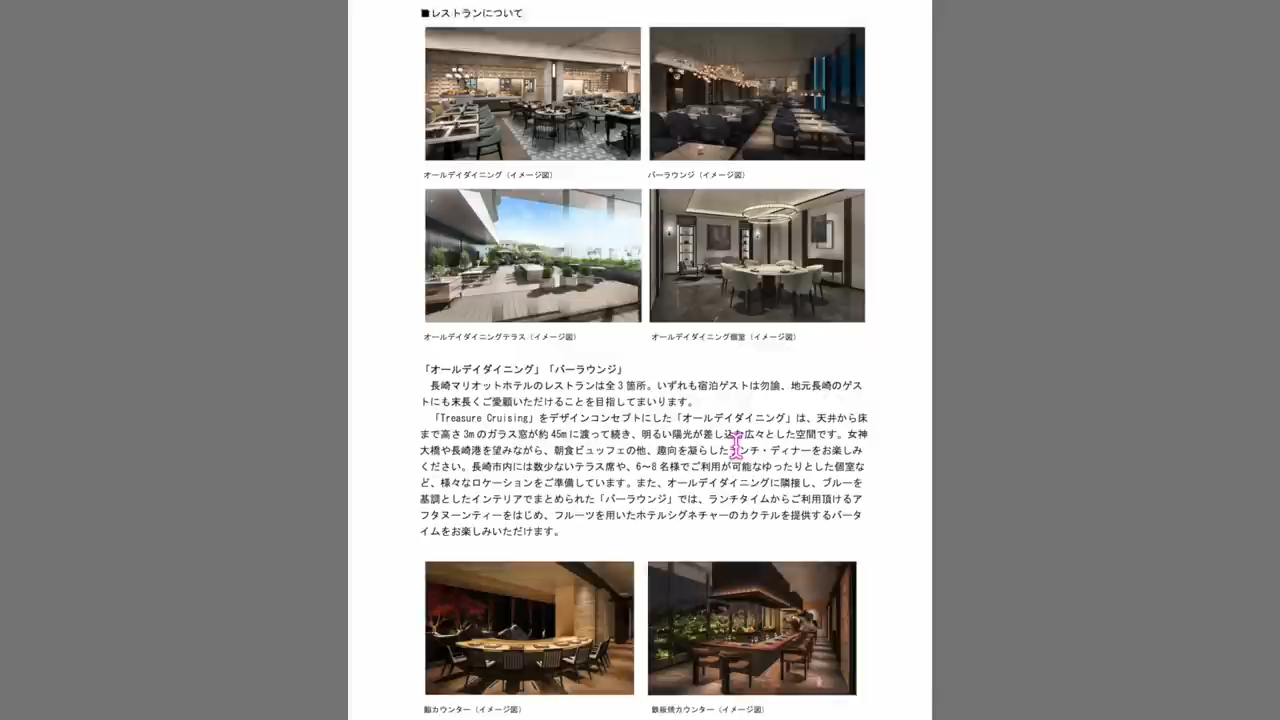 ■レストランについて
オールデイダイニング（イメージ図）
バーラウンジ（イメージ図）
オールデイダイニングテラス（イメージ図）
オールデイダイニング個室（イメージ図）
「オールデイダイニング」「バーラウンジ」
長崎マリオットホテルのレストランは全3箇所。いずれも宿泊ゲストは勿論、地元長崎のゲス
トにも末長くご愛顧いただけることを目指してまいります。
「Treasure Cruising」をデザインコンセプトにした「オールデイダイニング」は、天井から床
まで高さ3mのガラス窓が約45mに渡って続き、明るい陽光が差し込む広々とした空間です。女神
大橋や長崎港を望みながら、朝食ビュッフェの他、趣向を凝らしたランチ・ディナーをお楽しみ
ください。長崎市内には数少ないテラス席や、6～8名様でご利用が可能なゆったりとした個室な
ど、様々なロケーションをご準備しています。また、オールデイダイニングに隣接し、ブルーを
基調としたインテリアでまとめられた「バーラウンジ」では、ランチタイムからご利用頂けるア
フタヌーンティーをはじめ、フルーツを用いたホテルシグネチャーのカクテルを提供するバータ
イムをお楽しみいただけます。
鮨カウンター（イメージ図）
鉄板焼カウンター（イメージ図）